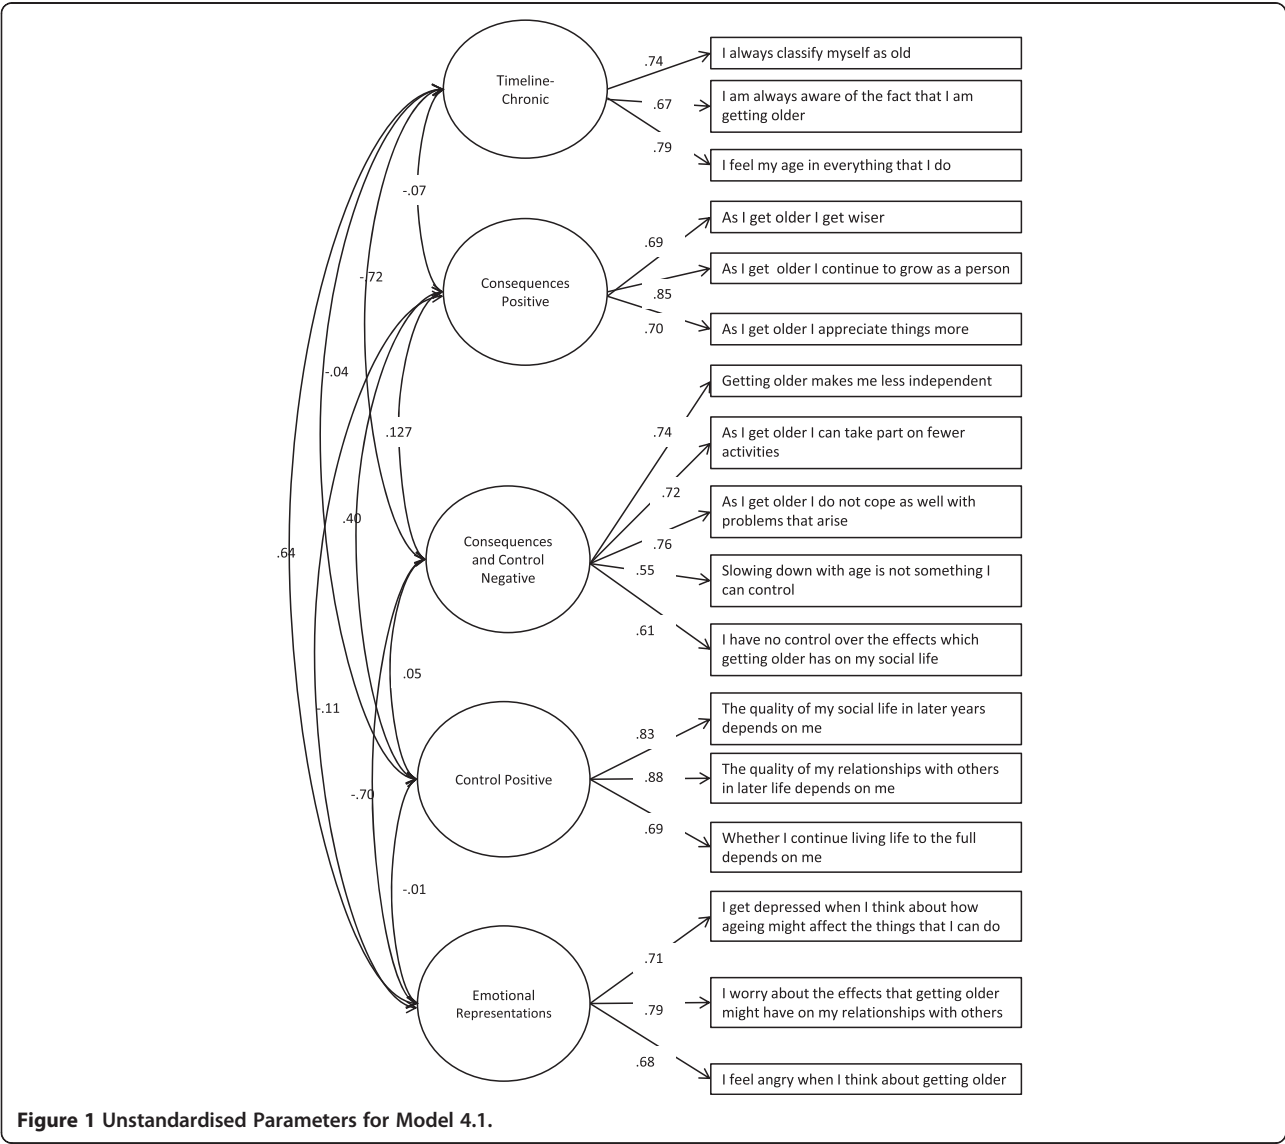 Timeline-
Chronic
.74
I always classify myself as old
.67
I am always aware of the fact that I am
getting older
.79
I feel my age in everything that I do
-.07
Consequences
Positive
.69
As I get older I get wiser
.85
As I get  older I continue to grow as a person
.70
As I get older I appreciate things more
-.72
-.04
.127
.40
.64
Consequences
and Control
Negative
.74
Getting older makes me less independent
.72
As I get older I can take part on fewer
activities
.76
As I get older I do not cope as well with
problems that arise
.55
Slowing down with age is not something I
can control
.61
I have no control over the effects which
getting older has on my social life
.05
-.11
-.70
Control Positive
.83
The quality of my social life in later years
depends on me
.88
The quality of my relationships with others
in later life depends on me
.69
Whether I continue living life to the full
depends on me
-.01
Emotional
Representations
.71
I get depressed when I think about how
ageing might affect the things that I can do
.79
I worry about the effects that getting older
might have on my relationships with others
.68
I feel angry when I think about getting older
Figure 1 Unstandardised Parameters for Model 4.1.